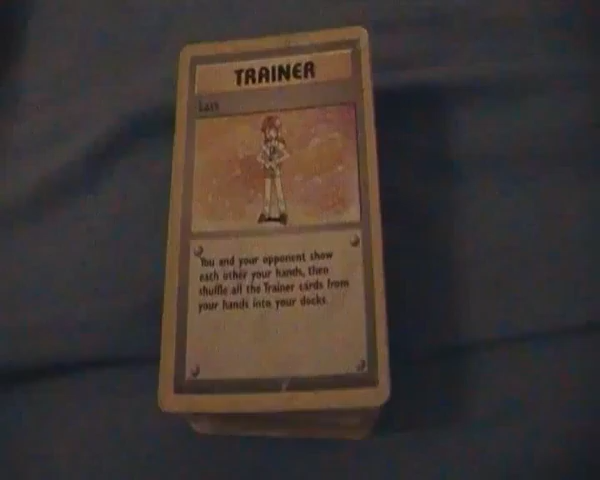 TRAINER
Lass
You and your opponent show
each other your hands, then
shuffle all the Trainer cards from
your hands into your decks